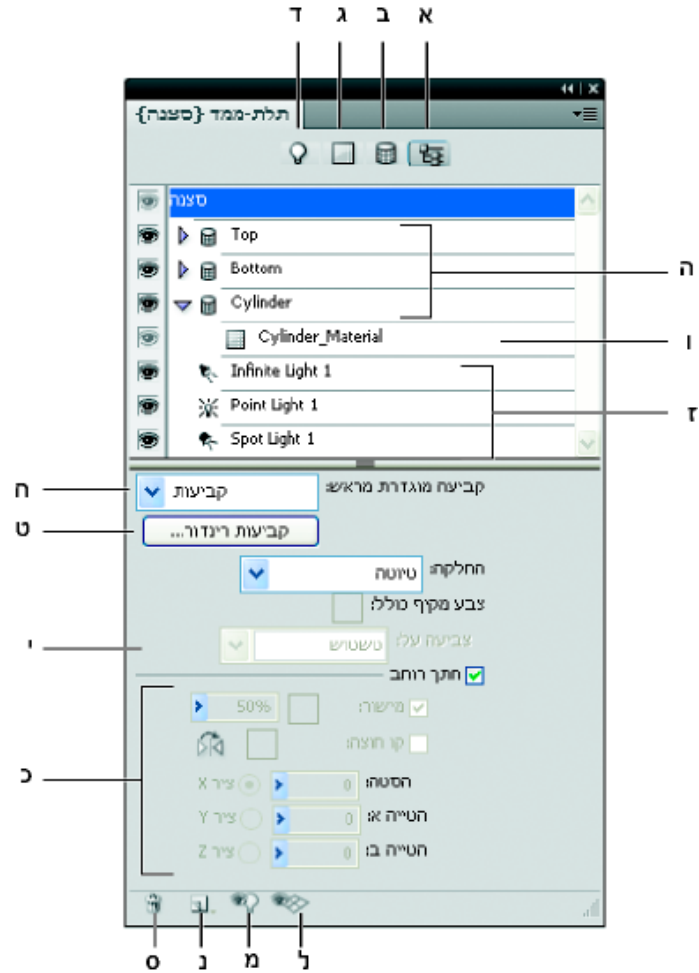 א ב ג ד
תלת-ממד {סצנה}
סצנה
Top
Bottom
ה
Cylinder
Cylinder_Material
ו
Infinite Light 1
Point Light 1
ז
Spot Light 1
קביעה מוגדרת מראש: קביעות
ח
קביעות רינדור...
ט
החלקה: טיוטה
צבע מקיף כולל:
צביעה על: טשטוש
י
חתך רוחב
מישור: 50%
קו חוצה:
כ
הסטה: 0 ציר X
הטייה א: 0 ציר Y
הטייה ב: 0 ציר Z
ל מ נ ס